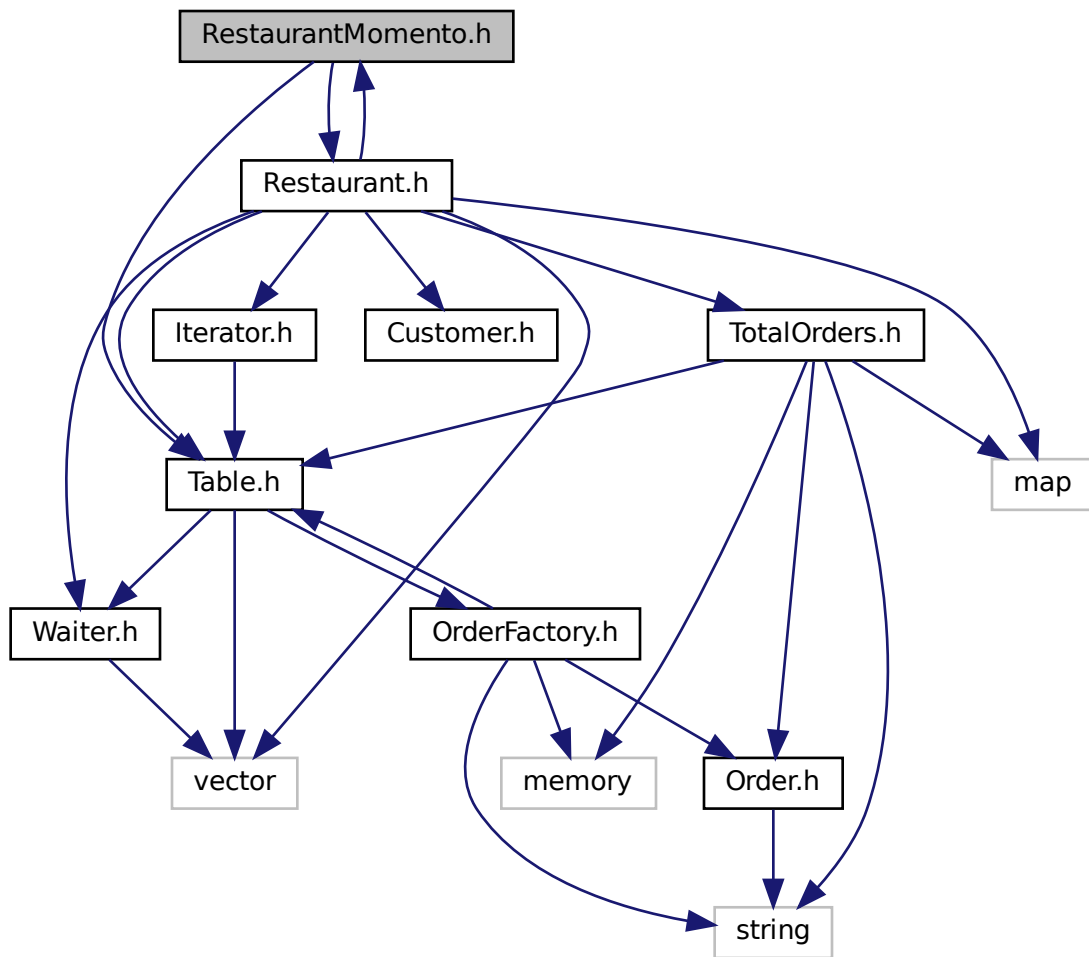 RestaurantMomento.h
Restaurant.h
Iterator.h
Customer.h
TotalOrders.h
Table.h
map
Waiter.h
OrderFactory.h
vector
memory
Order.h
string